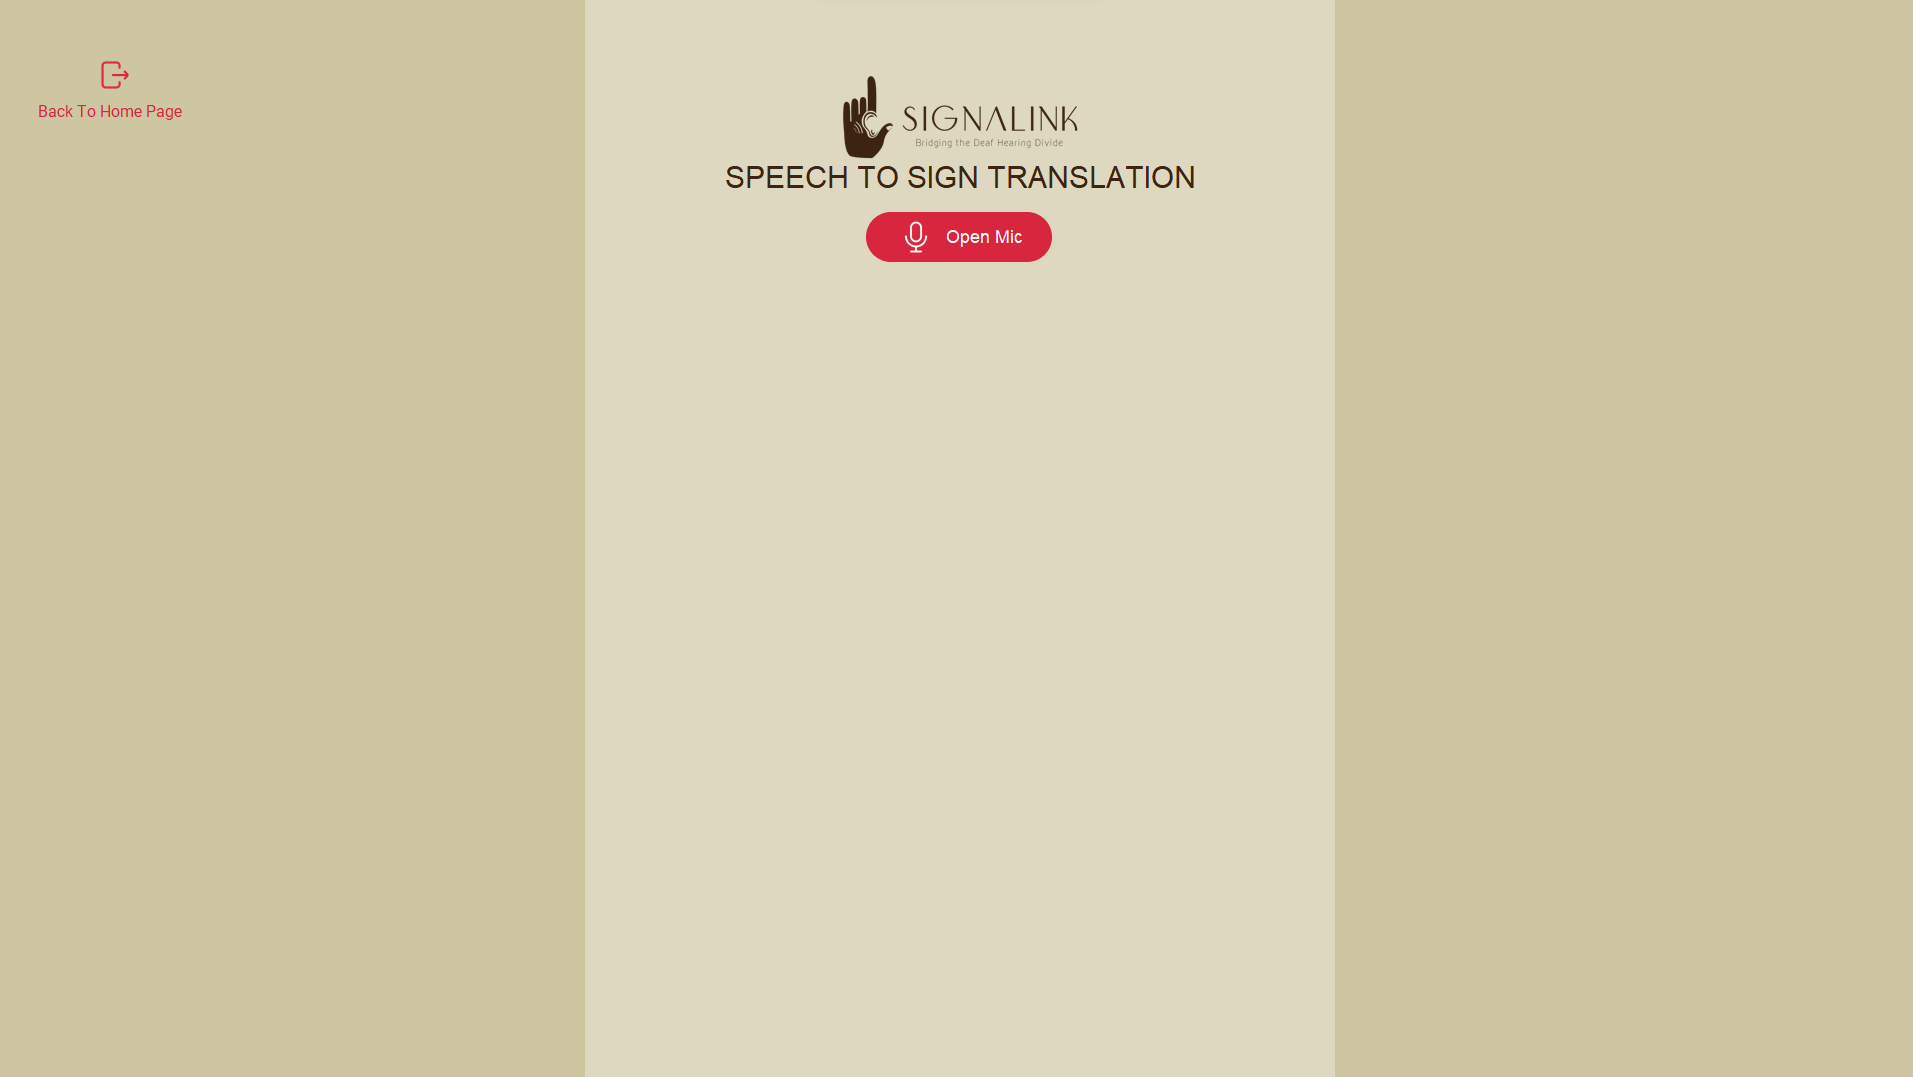 Back To Home Page
SIGNALINK
Bridging the Deaf Hearing Divide
SPEECH TO SIGN TRANSLATION
Open Mic